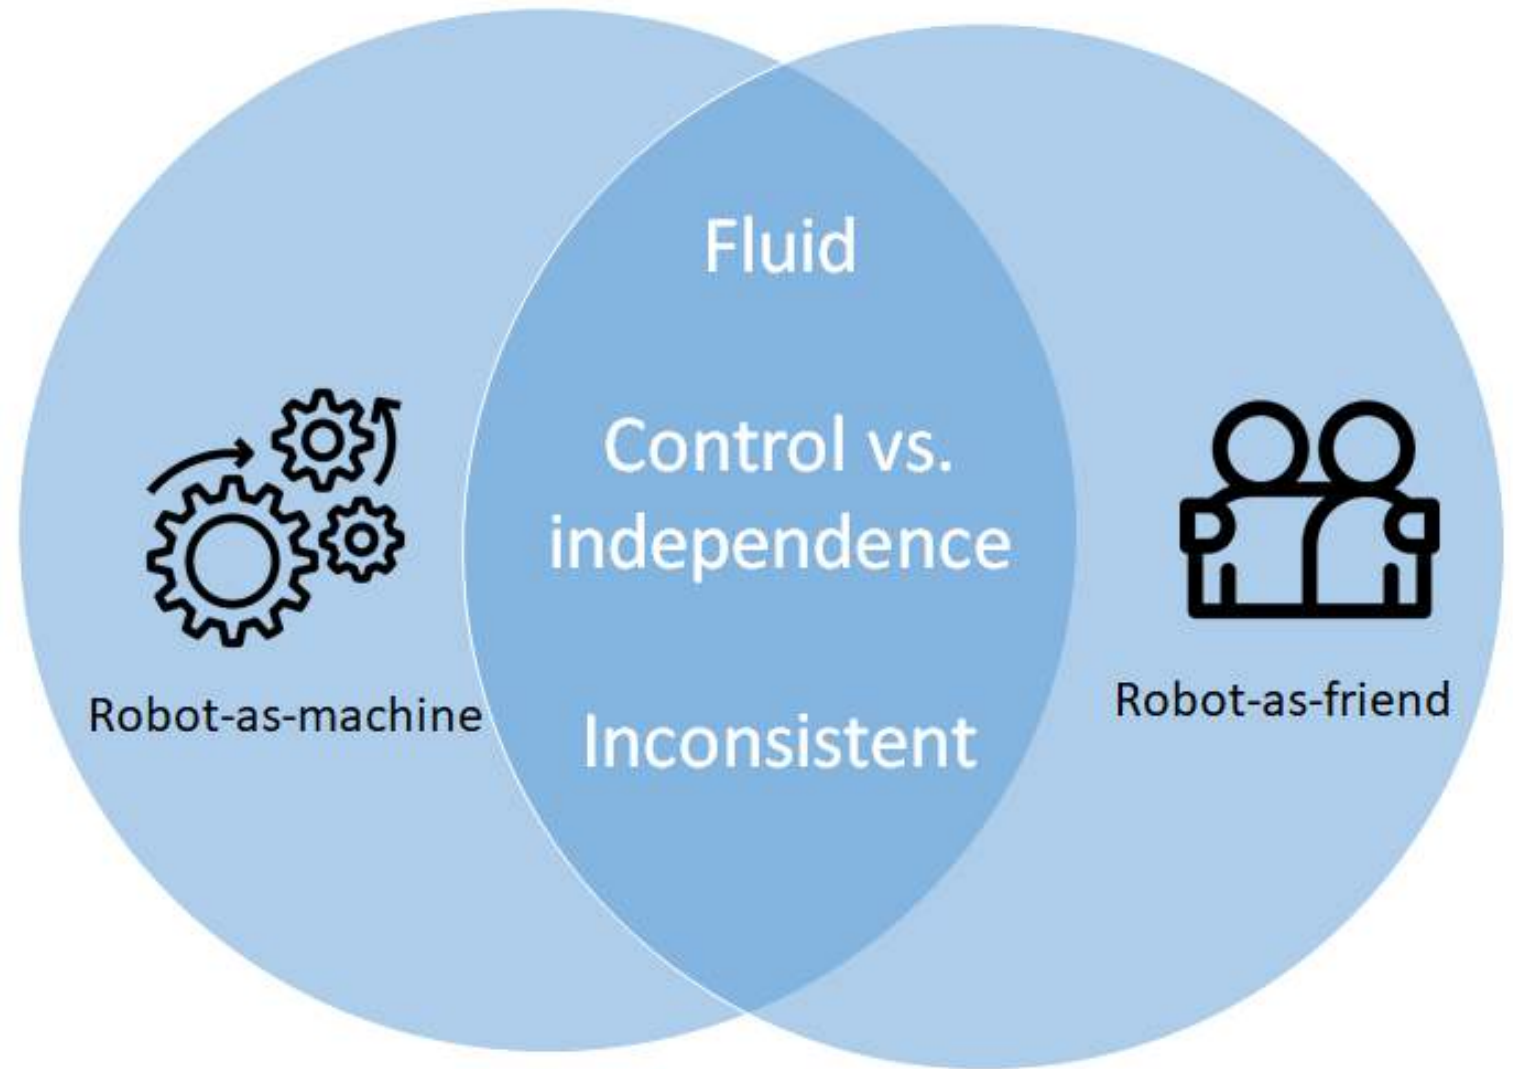 Fluid
Control vs.
independence
Inconsistent
Robot-as-machine
Robot-as-friend